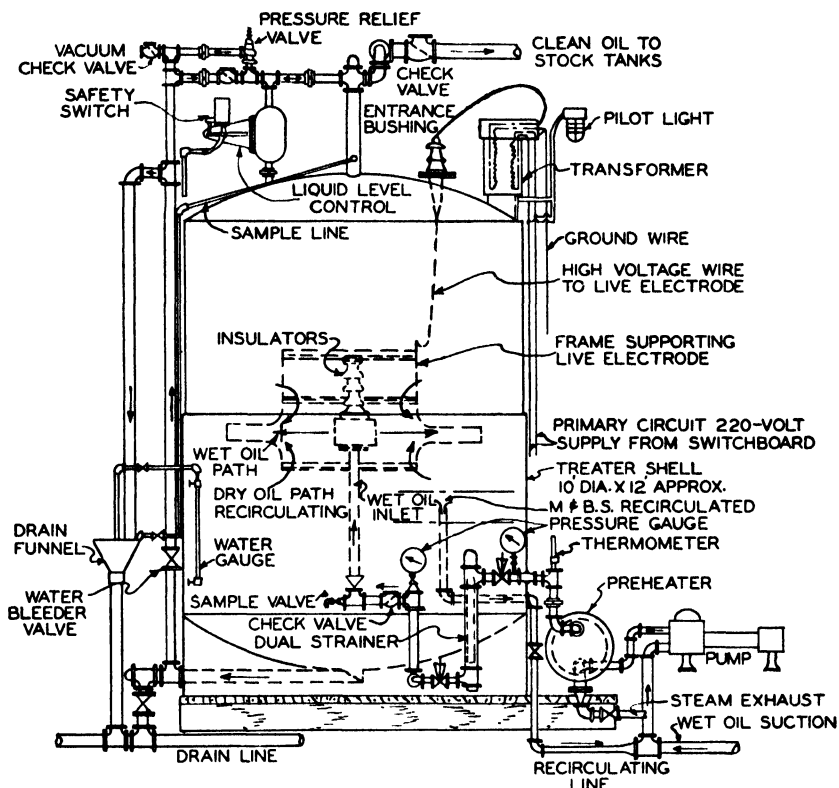 PRESSURE RELIEF
VALVE
VACUUM
CHECK VALVE
CLEAN OIL TO
STOCK TANKS
CHECK
VALVE
SAFETY
SWITCH
ENTRANCE
BUSHING
PILOT LIGHT
TRANSFORMER
LIQUID LEVEL
CONTROL
SAMPLE LINE
GROUND WIRE
HIGH VOLTAGE WIRE
TO LIVE ELECTRODE
INSULATORS
FRAME SUPPORTING
LIVE ELECTRODE
PRIMARY CIRCUIT 220-VOLT
SUPPLY FROM SWITCHBOARD
WET OIL
PATH
TREATER SHELL
10' DIA. X 12' APPROX.
DRY OIL PATH
RECIRCULATING
WET OIL
INLET
M & B.S. RECIRCULATED
PRESSURE GAUGE
DRAIN
FUNNEL
WATER
GAUGE
THERMOMETER
PREHEATER
WATER
BLEEDER
VALVE
SAMPLE VALVE
CHECK VALVE
DUAL STRAINER
PUMP
STEAM EXHAUST
WET OIL SUCTION
DRAIN LINE
RECIRCULATING
LINE